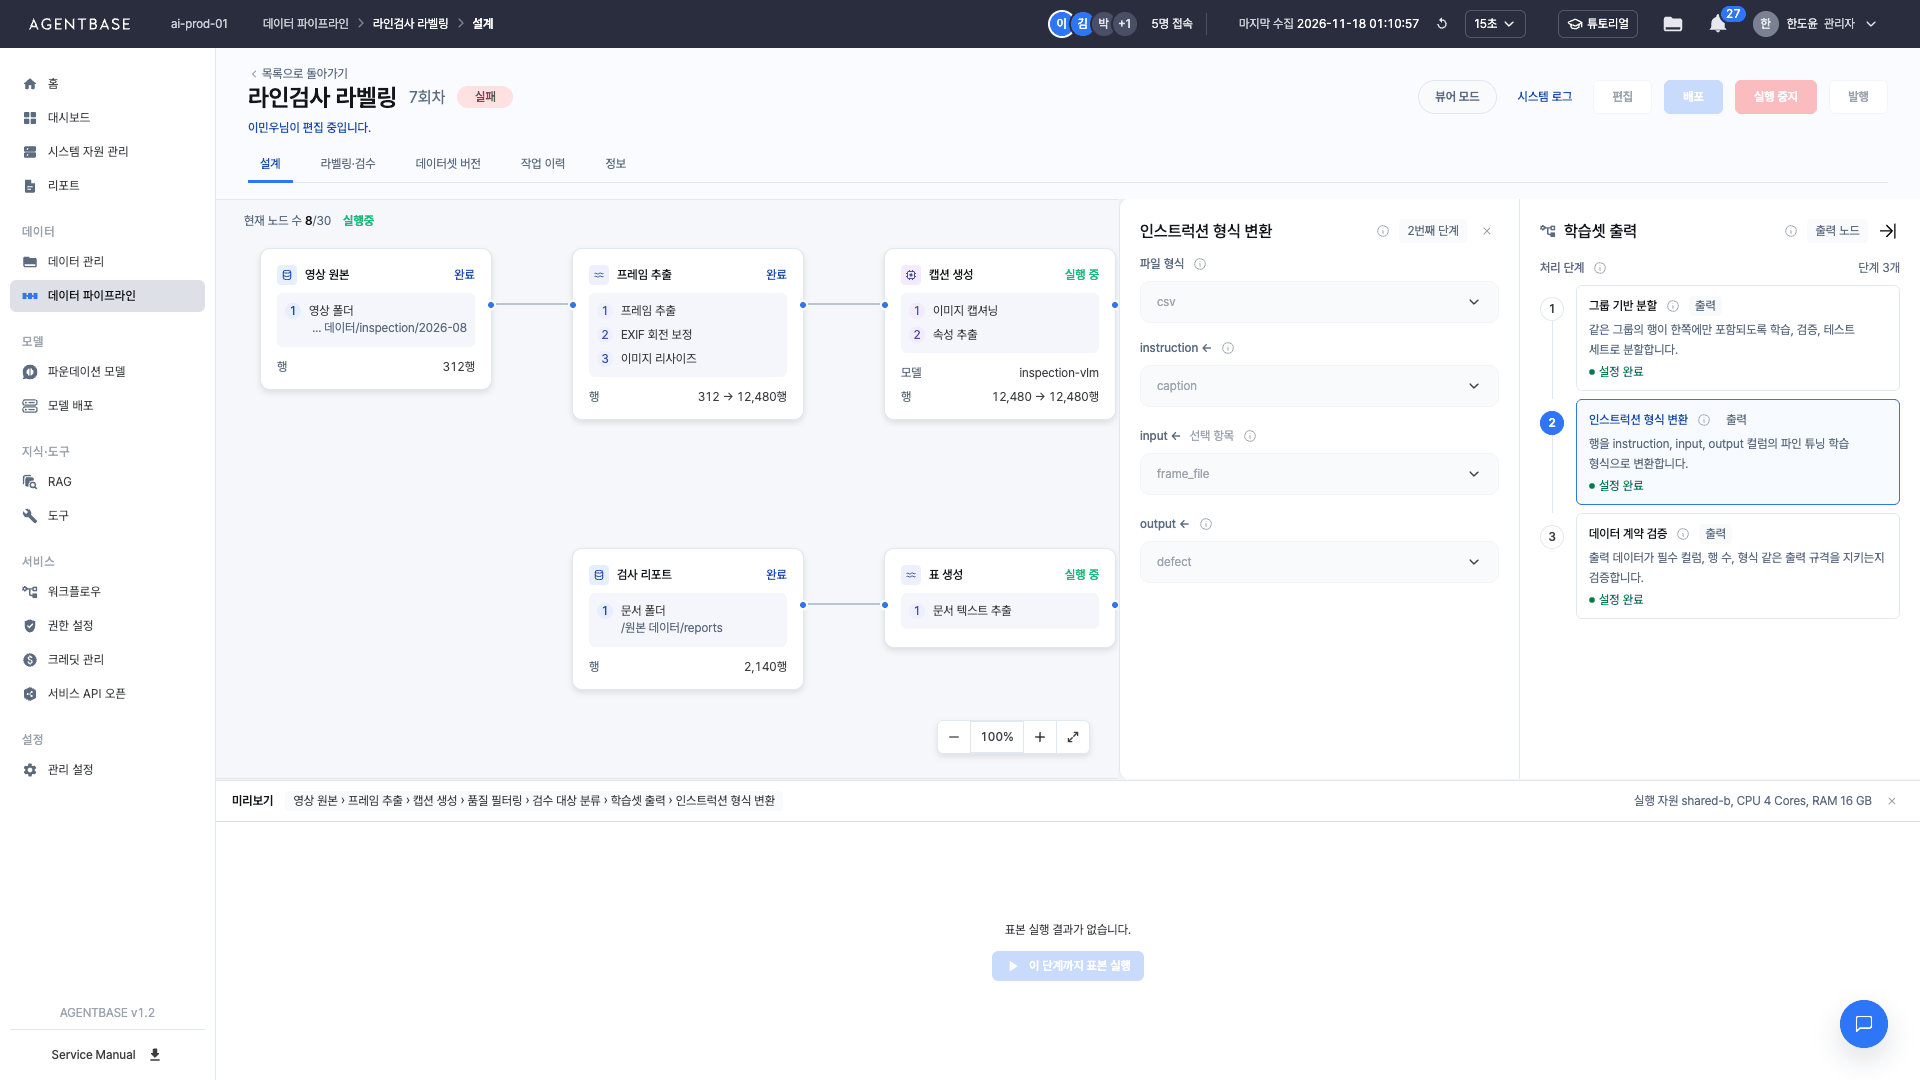 AGENTBASE
ai-prod-01
데이터 파이프라인 > 라인검사 라벨링 > 설계
이 김 박 +1 5명 접속
마지막 수집 2026-11-18 01:10:57
15초
튜토리얼
27
한 한도윤 관리자
홈
대시보드
시스템 자원 관리
리포트
데이터
데이터 관리
데이터 파이프라인
모델
파운데이션 모델
모델 배포
지식·도구
RAG
도구
서비스
워크플로우
권한 설정
크레딧 관리
서비스 API 오픈
설정
관리 설정
AGENTBASE v1.2
Service Manual
목록으로 돌아가기
라인검사 라벨링 7회차 실패
이민우님이 편집 중입니다.
뷰어 모드
시스템 로그
편집
배포
실행 중지
발행
설계
라벨링·검수
데이터셋 버전
작업 이력
정보
현재 노드 수 8/30 실행중
영상 원본 완료
1 영상 폴더
... 데이터/inspection/2026-08
행 312행
프레임 추출 완료
1 프레임 추출
2 EXIF 회전 보정
3 이미지 리사이즈
행 312 → 12,480행
캡션 생성 실행 중
1 이미지 캡셔닝
2 속성 추출
모델 inspection-vlm
행 12,480 → 12,480행
검사 리포트 완료
1 문서 폴더
/원본 데이터/reports
행 2,140행
표 생성 실행 중
1 문서 텍스트 추출
100%
인스트럭션 형식 변환 2번째 단계
파일 형식
csv
instruction ←
caption
input ← 선택 항목
frame_file
output ←
defect
학습셋 출력 출력 노드
처리 단계 단계 3개
1 그룹 기반 분할 출력
같은 그룹의 행이 한쪽에만 포함되도록 학습, 검증, 테스트
세트로 분할합니다.
설정 완료
2 인스트럭션 형식 변환 출력
행을 instruction, input, output 컬럼의 파인 튜닝 학습
형식으로 변환합니다.
설정 완료
3 데이터 계약 검증 출력
출력 데이터가 필수 컬럼, 행 수, 형식 같은 출력 규격을 지키는지
검증합니다.
설정 완료
미리보기 영상 원본 › 프레임 추출 › 캡션 생성 › 품질 필터링 › 검수 대상 분류 › 학습셋 출력 › 인스트럭션 형식 변환
실행 자원 shared-b, CPU 4 Cores, RAM 16 GB
표본 실행 결과가 없습니다.
이 단계까지 표본 실행